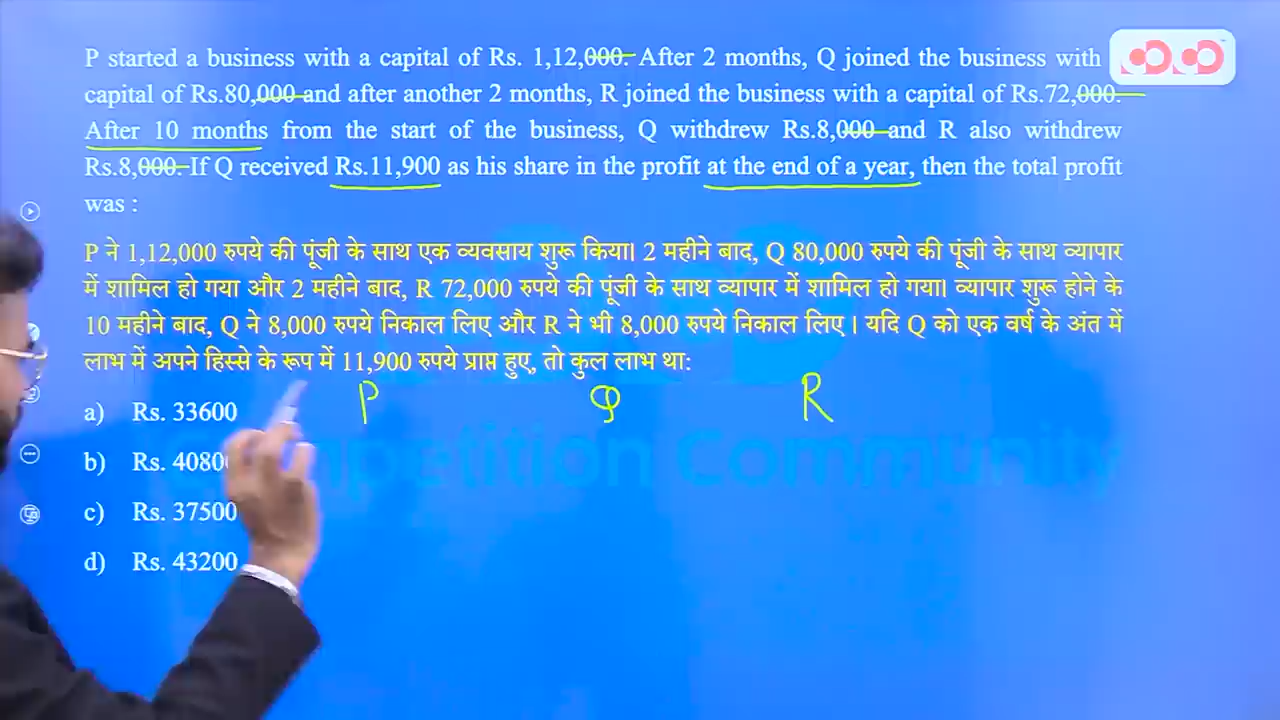 P started a business with a capital of Rs. 1,12,000. After 2 months, Q joined the business with
capital of Rs.80,000 and after another 2 months, R joined the business with a capital of Rs.72,000.
After 10 months from the start of the business, Q withdrew Rs.8,000 and R also withdrew
Rs.8,000. If Q received Rs.11,900 as his share in the profit at the end of a year, then the total profit
was :
P ने 1,12,000 रुपये की पूंजी के साथ एक व्यवसाय शुरू किया। 2 महीने बाद, Q 80,000 रुपये की पूंजी के साथ व्यापार
में शामिल हो गया और 2 महीने बाद, R 72,000 रुपये की पूंजी के साथ व्यापार में शामिल हो गया। व्यापार शुरू होने के
10 महीने बाद, Q ने 8,000 रुपये निकाल लिए और R ने भी 8,000 रुपये निकाल लिए। यदि Q को एक वर्ष के अंत में
लाभ में अपने हिस्से के रूप में 11,900 रुपये प्राप्त हुए, तो कुल लाभ था:
P Q R
a) Rs. 33600
b) Rs. 4080
Community
c) Rs. 37500
d) Rs. 43200